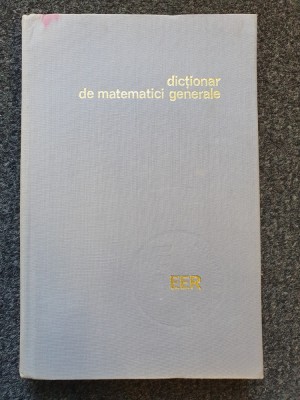 dicționar
de matematici generale
EER